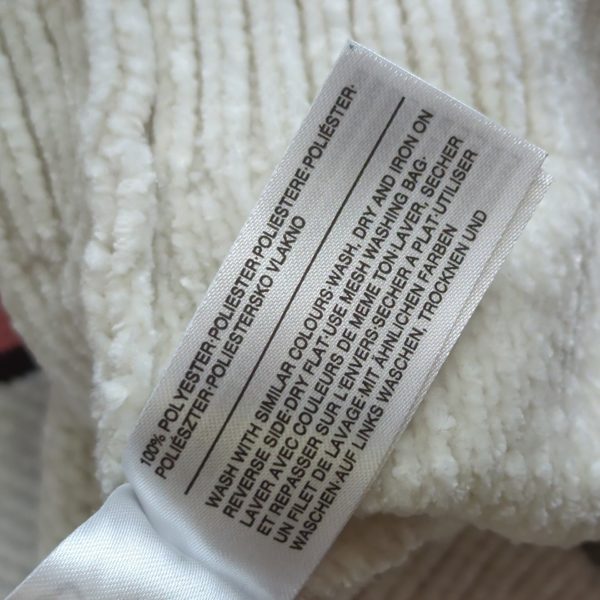 100% POLYESTER·POLIESTER·POLIESTERE·POLIÉSTER·
POLIÉSZTER·POLIESTERSKO VLAKNO
WASH WITH SIMILAR COLOURS·WASH, DRY AND IRON ON
REVERSE SIDE·DRY FLAT·USE MESH WASHING BAG·
LAVER AVEC COULEURS DE MEME TON·LAVER, SECHER
ET REPASSER SUR L'ENVERS·SECHER A PLAT·UTILISER
UN FILET DE LAVAGE·MIT ÄHNLICHEN FARBEN
WASCHEN·AUF LINKS WASCHEN, TROCKNEN UND